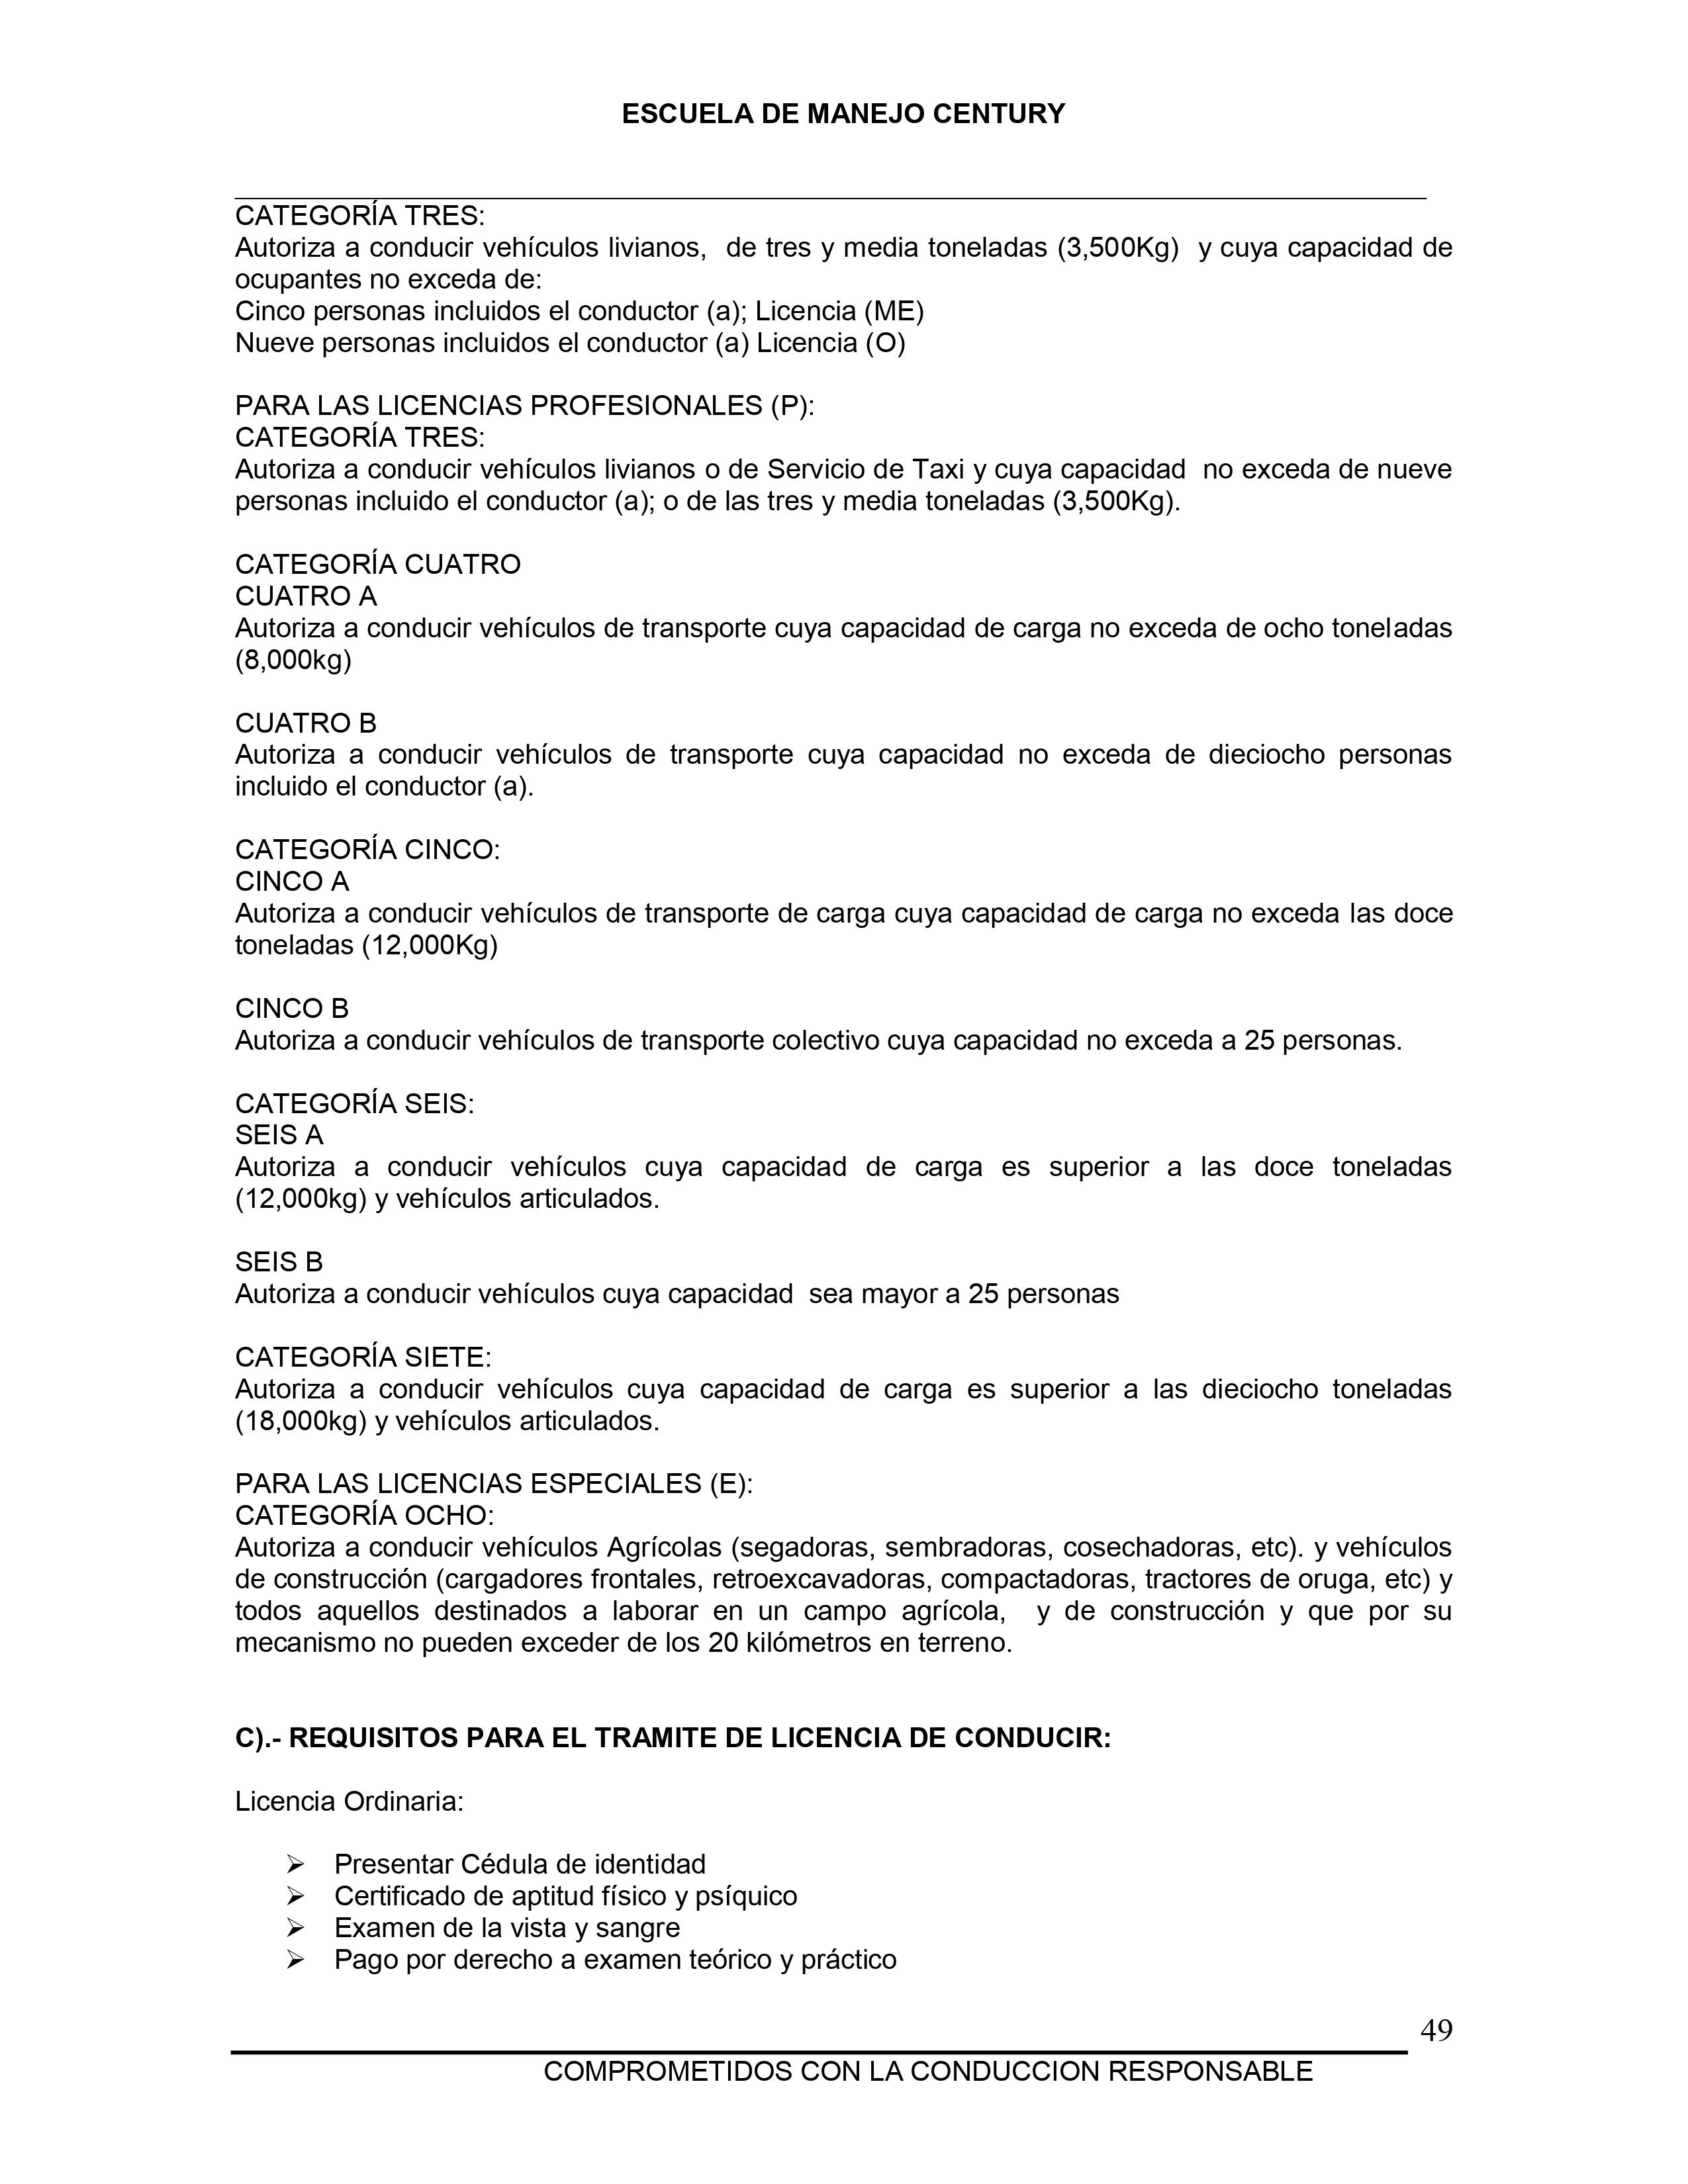 ESCUELA DE MANEJO CENTURY
CATEGORÍA TRES:
Autoriza a conducir vehículos livianos, de tres y media toneladas (3,500Kg) y cuya capacidad de
ocupantes no exceda de:
Cinco personas incluidos el conductor (a); Licencia (ME)
Nueve personas incluidos el conductor (a) Licencia (O)
PARA LAS LICENCIAS PROFESIONALES (P):
CATEGORÍA TRES:
Autoriza a conducir vehículos livianos o de Servicio de Taxi y cuya capacidad no exceda de nueve
personas incluido el conductor (a); o de las tres y media toneladas (3,500Kg).
CATEGORÍA CUATRO
CUATRO A
Autoriza a conducir vehículos de transporte cuya capacidad de carga no exceda de ocho toneladas
(8,000kg)
CUATRO B
Autoriza a conducir vehículos de transporte cuya capacidad no exceda de dieciocho personas
incluido el conductor (a).
CATEGORÍA CINCO:
CINCO A
Autoriza a conducir vehículos de transporte de carga cuya capacidad de carga no exceda las doce
toneladas (12,000Kg)
CINCO B
Autoriza a conducir vehículos de transporte colectivo cuya capacidad no exceda a 25 personas.
CATEGORÍA SEIS:
SEIS A
Autoriza a conducir vehículos cuya capacidad de carga es superior a las doce toneladas
(12,000kg) y vehículos articulados.
SEIS B
Autoriza a conducir vehículos cuya capacidad sea mayor a 25 personas
CATEGORÍA SIETE:
Autoriza a conducir vehículos cuya capacidad de carga es superior a las dieciocho toneladas
(18,000kg) y vehículos articulados.
PARA LAS LICENCIAS ESPECIALES (E):
CATEGORÍA OCHO:
Autoriza a conducir vehículos Agrícolas (segadoras, sembradoras, cosechadoras, etc). y vehículos
de construcción (cargadores frontales, retroexcavadoras, compactadoras, tractores de oruga, etc) y
todos aquellos destinados a laborar en un campo agrícola, y de construcción y que por su
mecanismo no pueden exceder de los 20 kilómetros en terreno.
C).- REQUISITOS PARA EL TRAMITE DE LICENCIA DE CONDUCIR:
Licencia Ordinaria:
➢ Presentar Cédula de identidad
➢ Certificado de aptitud físico y psíquico
➢ Examen de la vista y sangre
➢ Pago por derecho a examen teórico y práctico
49
COMPROMETIDOS CON LA CONDUCCION RESPONSABLE